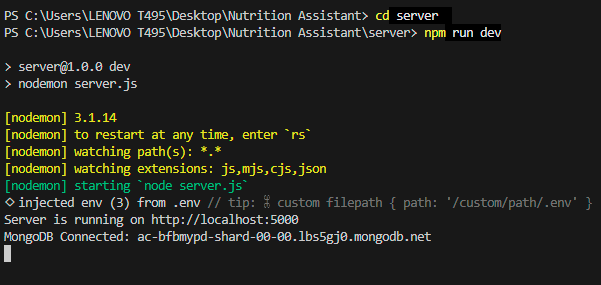 PS C:\Users\LENOVO T495\Desktop\Nutrition Assistant> cd server
PS C:\Users\LENOVO T495\Desktop\Nutrition Assistant\server> npm run dev
> server@1.0.0 dev
> nodemon server.js
[nodemon] 3.1.14
[nodemon] to restart at any time, enter `rs`
[nodemon] watching path(s): *.*
[nodemon] watching extensions: js,mjs,cjs,json
[nodemon] starting `node server.js`
◇ injected env (3) from .env // tip: ⌘ custom filepath { path: '/custom/path/.env' }
Server is running on http://localhost:5000
MongoDB Connected: ac-bfbmypd-shard-00-00.lbs5gj0.mongodb.net